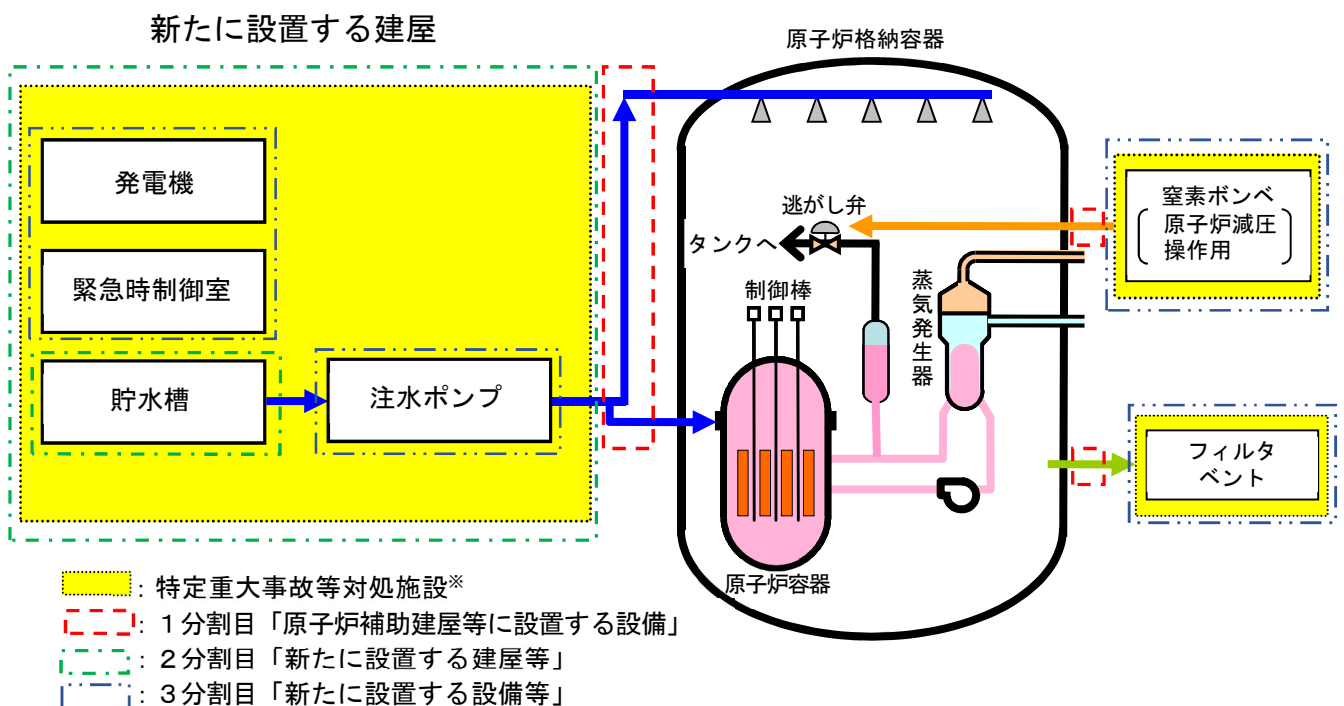 新たに設置する建屋
発電機
緊急時制御室
貯水槽
注水ポンプ
原子炉格納容器
逃がし弁
タンクへ
制御棒
蒸気発生器
原子炉容器
窒素ボンベ
原子炉減圧
操作用
フィルタ
ベント
：特定重大事故等対処施設※
：１分割目「原子炉補助建屋等に設置する設備」
：２分割目「新たに設置する建屋等」
：３分割目「新たに設置する設備等」